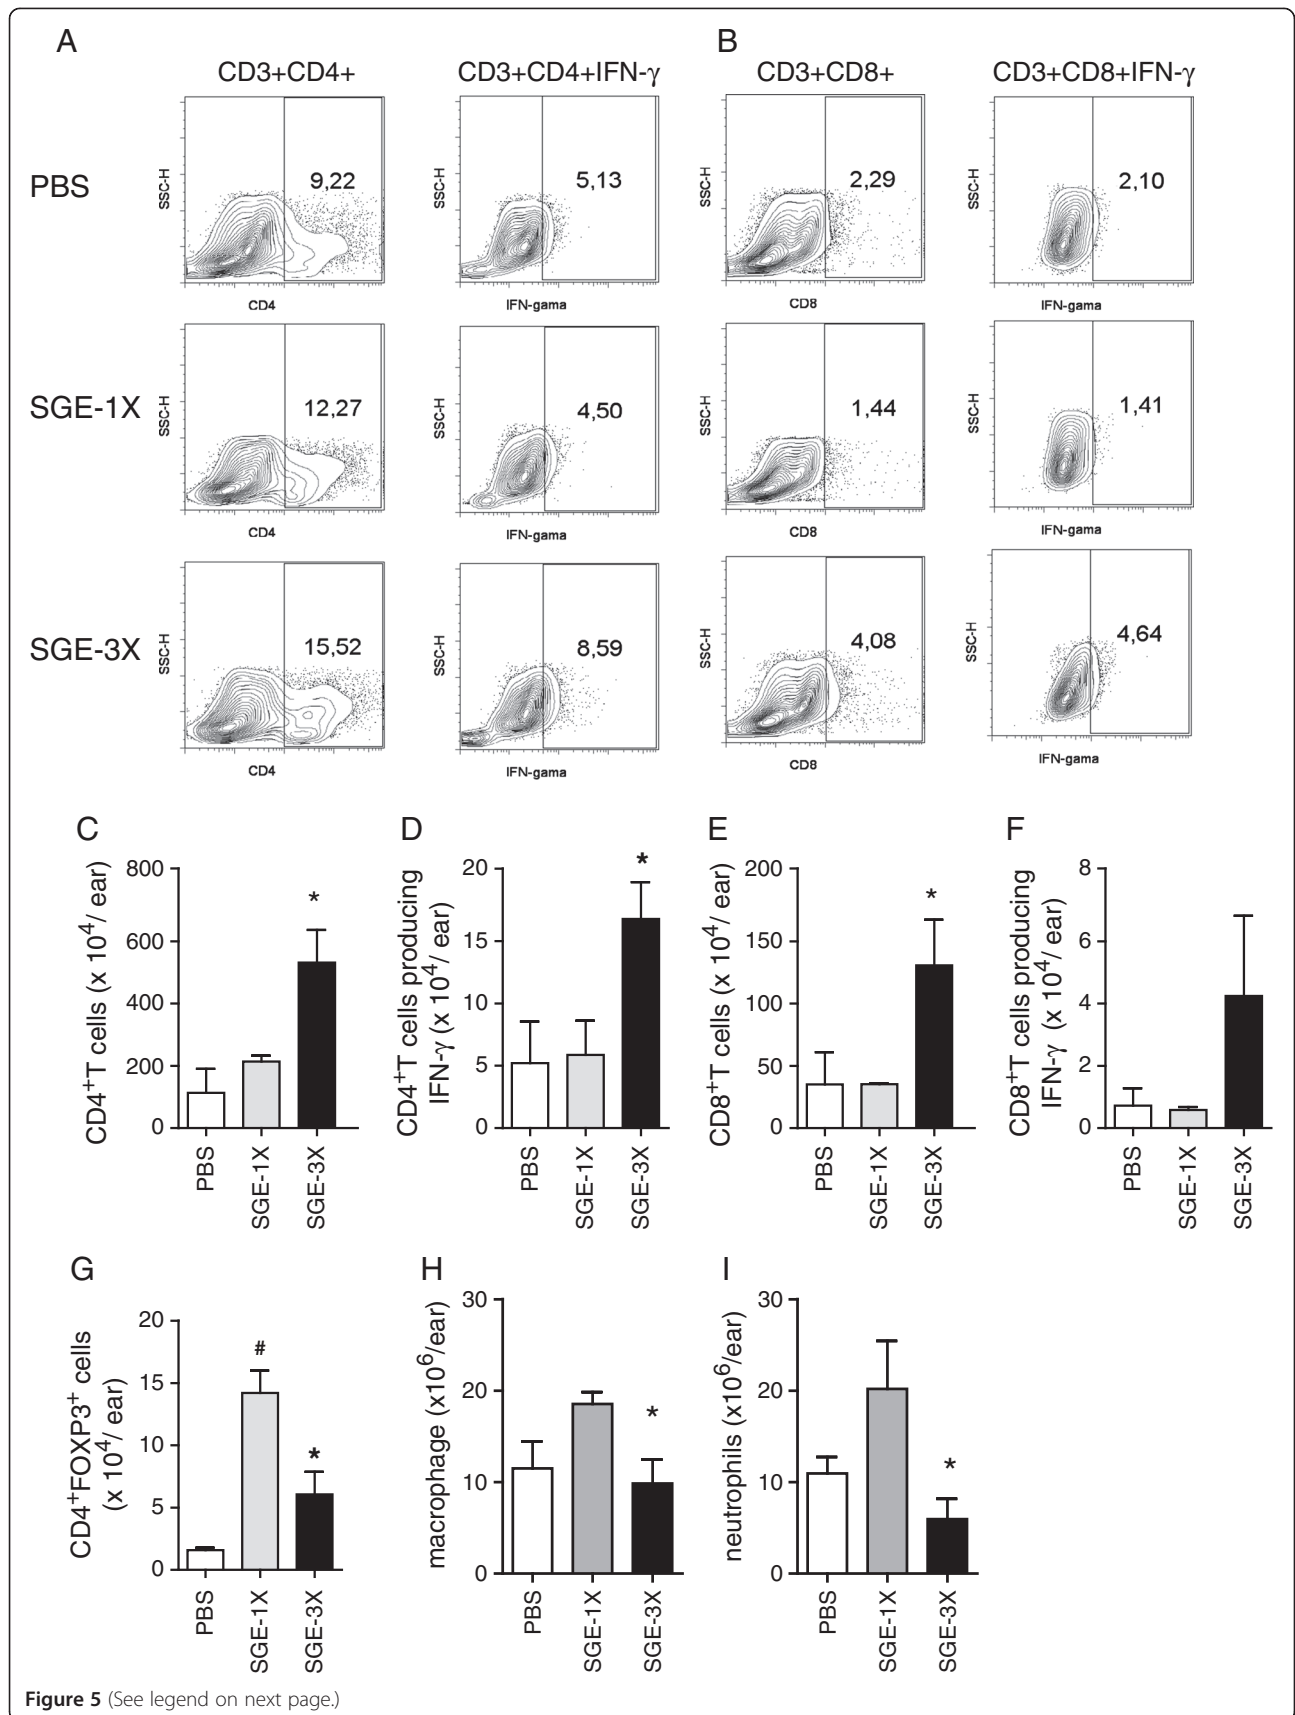 A
B
CD3+CD4+
CD3+CD4+IFN-γ
CD3+CD8+
CD3+CD8+IFN-γ
PBS
SSC-H
9,22
CD4
SSC-H
5,13
IFN-gama
SSC-H
2,29
CD8
SSC-H
2,10
IFN-gama
SGE-1X
SSC-H
12,27
CD4
SSC-H
4,50
IFN-gama
SSC-H
1,44
CD8
SSC-H
1,41
IFN-gama
SGE-3X
SSC-H
15,52
CD4
SSC-H
8,59
IFN-gama
SSC-H
4,08
CD8
SSC-H
4,64
IFN-gama
C
CD4+T cells (x 10⁴/ ear)
800
600
400
200
0
*
PBS
SGE-1X
SGE-3X
D
CD4+T cells producing
IFN-γ (x 10⁴/ ear)
20
15
10
5
0
*
PBS
SGE-1X
SGE-3X
E
CD8+T cells (x 10⁴/ ear)
200
150
100
50
0
*
PBS
SGE-1X
SGE-3X
F
CD8+T cells producing
IFN-γ (x 10⁴/ ear)
8
6
4
2
0
PBS
SGE-1X
SGE-3X
G
CD4+FOXP3+ cells
(x 10⁴/ ear)
20
15
10
5
0
#
*
PBS
SGE-1X
SGE-3X
H
macrophage (x10⁶/ear)
30
20
10
0
*
PBS
SGE-1X
SGE-3X
I
neutrophils (x10⁶/ear)
30
20
10
0
*
PBS
SGE-1X
SGE-3X
Figure 5 (See legend on next page.)